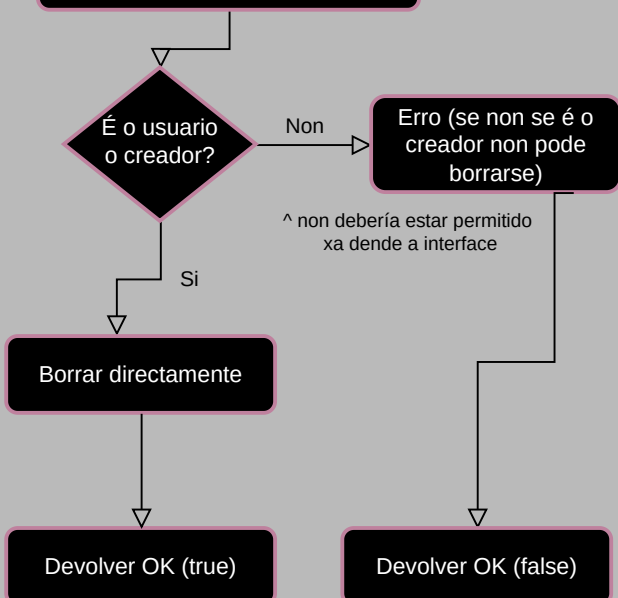 É o usuario
o creador?
Non
Erro (se non se é o
creador non pode
borrarse)
^ non debería estar permitido
xa dende a interface
Si
Borrar directamente
Devolver OK (true)
Devolver OK (false)